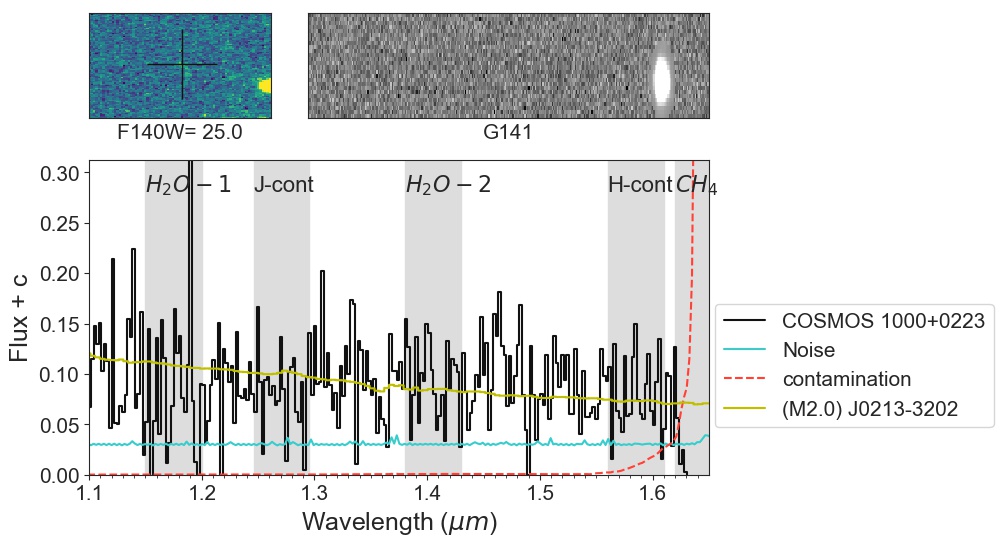 F140W= 25.0
G141
H₂O − 1
J-cont
H₂O − 2
H-cont
CH₄
0.30
0.25
0.20
0.15
0.10
0.05
0.00
Flux + c
1.1
1.2
1.3
1.4
1.5
1.6
Wavelength (μm)
COSMOS 1000+0223
Noise
contamination
(M2.0) J0213-3202